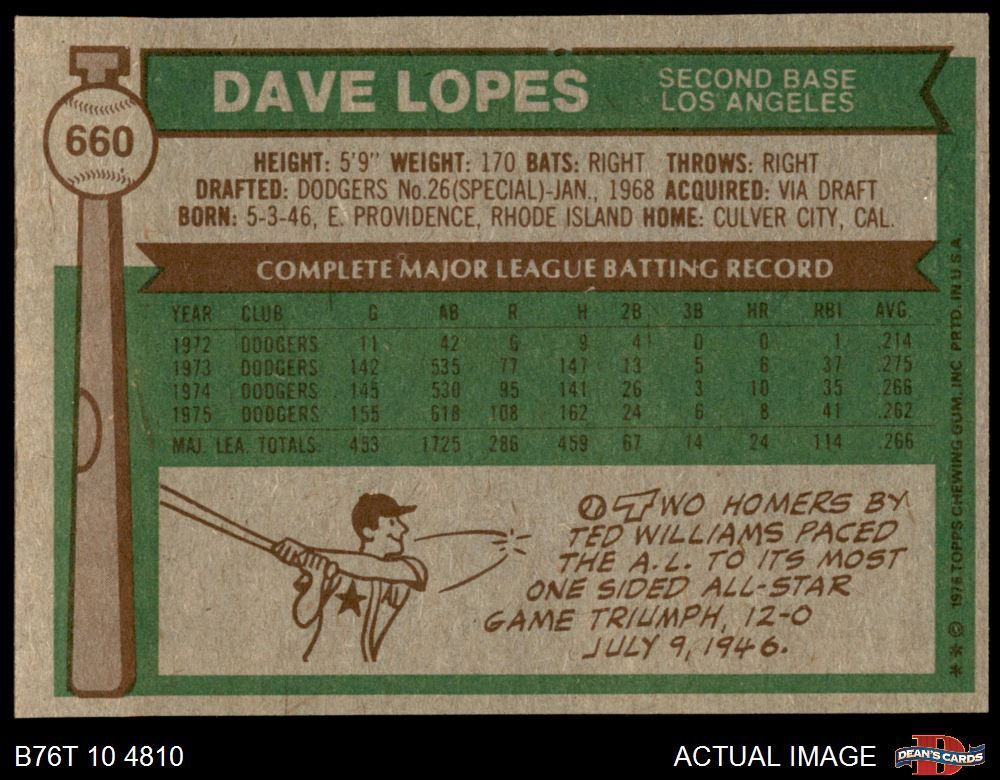 660
DAVE LOPES
SECOND BASE
LOS ANGELES
HEIGHT: 5'9" WEIGHT: 170 BATS: RIGHT THROWS: RIGHT
DRAFTED: DODGERS No.26(SPECIAL)-JAN., 1968 ACQUIRED: VIA DRAFT
BORN: 5-3-46, E. PROVIDENCE, RHODE ISLAND HOME: CULVER CITY, CAL.
COMPLETE MAJOR LEAGUE BATTING RECORD
YEAR CLUB G AB R H 2B 3B HR RBI AVG.
1972 DODGERS 11 42 6 9 4 0 0 1 .214
1973 DODGERS 142 535 77 147 13 5 6 37 .275
1974 DODGERS 145 530 95 141 26 3 10 35 .266
1975 DODGERS 155 618 108 162 24 6 8 41 .262
MAJ. LEA. TOTALS 453 1725 286 459 67 14 24 114 .266
TWO HOMERS BY
TED WILLIAMS PACED
THE A.L. TO ITS MOST
ONE SIDED ALL-STAR
GAME TRIUMPH, 12-0
JULY 9, 1946.
AL
** © 1976 TOPPS CHEWING GUM, INC. PRTD. IN U.S.A.
B76T 10 4810
ACTUAL IMAGE
D
DEAN'S CARDS